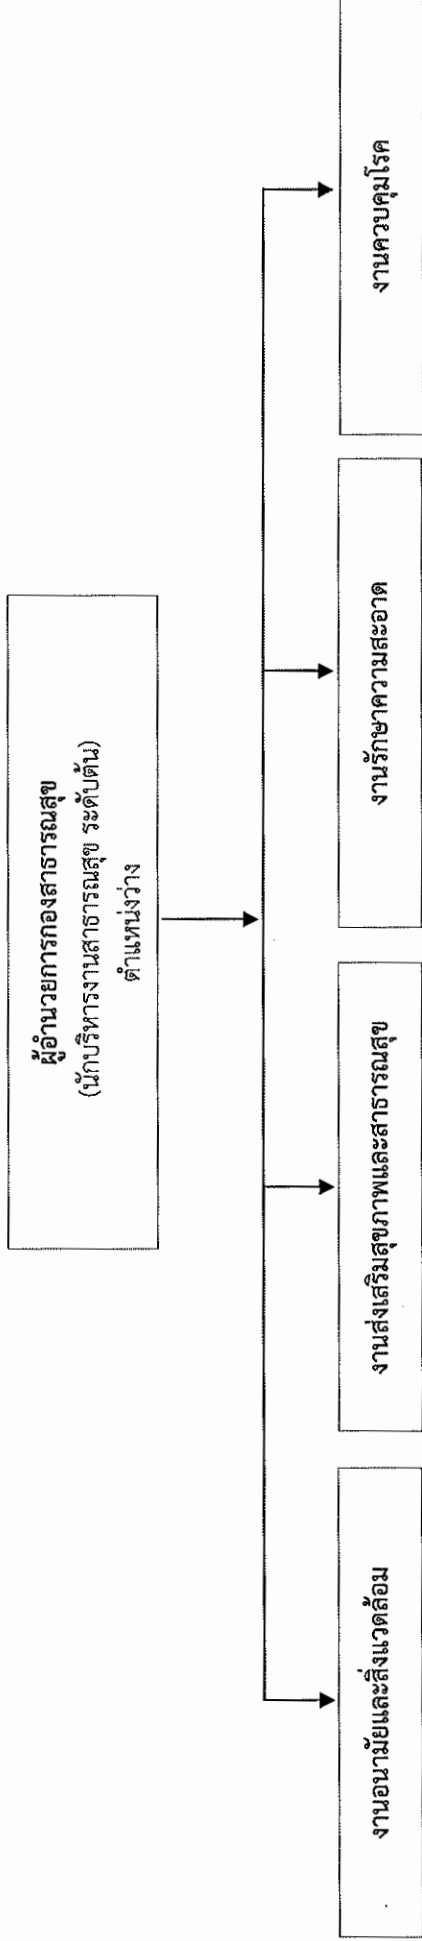 ผู้อำนวยการกองสาธารณสุข
(นักบริหารงานสาธารณสุข ระดับต้น)
ตำแหน่งว่าง
งานอนามัยและสิ่งแวดล้อม
งานส่งเสริมสุขภาพและสาธารณสุข
งานรักษาความสะอาด
งานควบคุมโรค